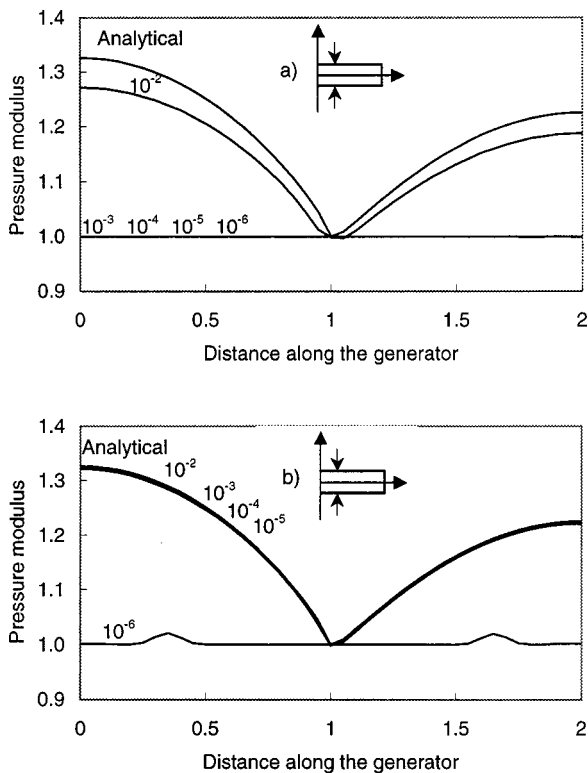 1.4
Analytical
1.3
a)
10⁻²
1.2
Pressure modulus
1.1
10⁻³ 10⁻⁴ 10⁻⁵ 10⁻⁶
1.0
0.9
0 0.5 1 1.5 2
Distance along the generator
1.4
Analytical
10⁻²
b)
1.3
10⁻³
10⁻⁴
10⁻⁵
1.2
Pressure modulus
1.1
10⁻⁶
1.0
0.9
0 0.5 1 1.5 2
Distance along the generator